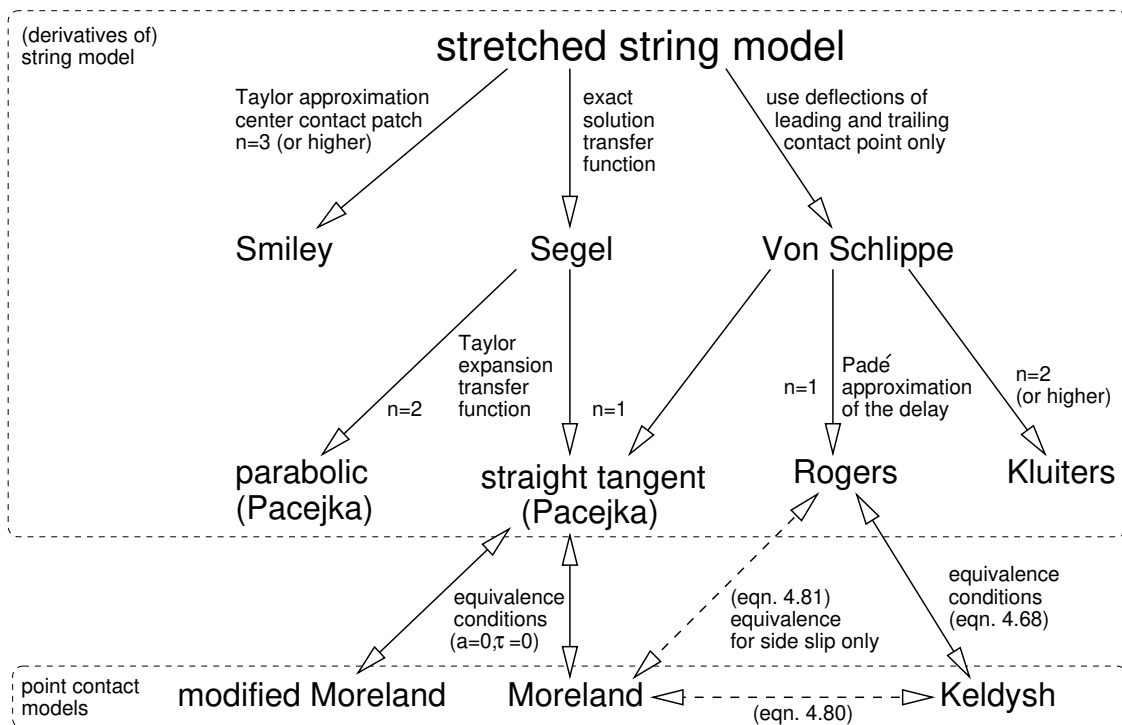 (derivatives of)
string model
stretched string model
Taylor approximation
center contact patch
n=3 (or higher)
exact
solution
transfer
function
use deflections of
leading and trailing
contact point only
Smiley
Segel
Von Schlippe
Taylor
expansion
transfer
function
n=2
n=1
n=1
Padé
approximation
of the delay
n=2
(or higher)
parabolic
(Pacejka)
straight tangent
(Pacejka)
Rogers
Kluiters
equivalence
conditions
(a=0,τ=0)
(eqn. 4.81)
equivalence
for side slip only
equivalence
conditions
(eqn. 4.68)
point contact
models
modified Moreland
Moreland
(eqn. 4.80)
Keldysh